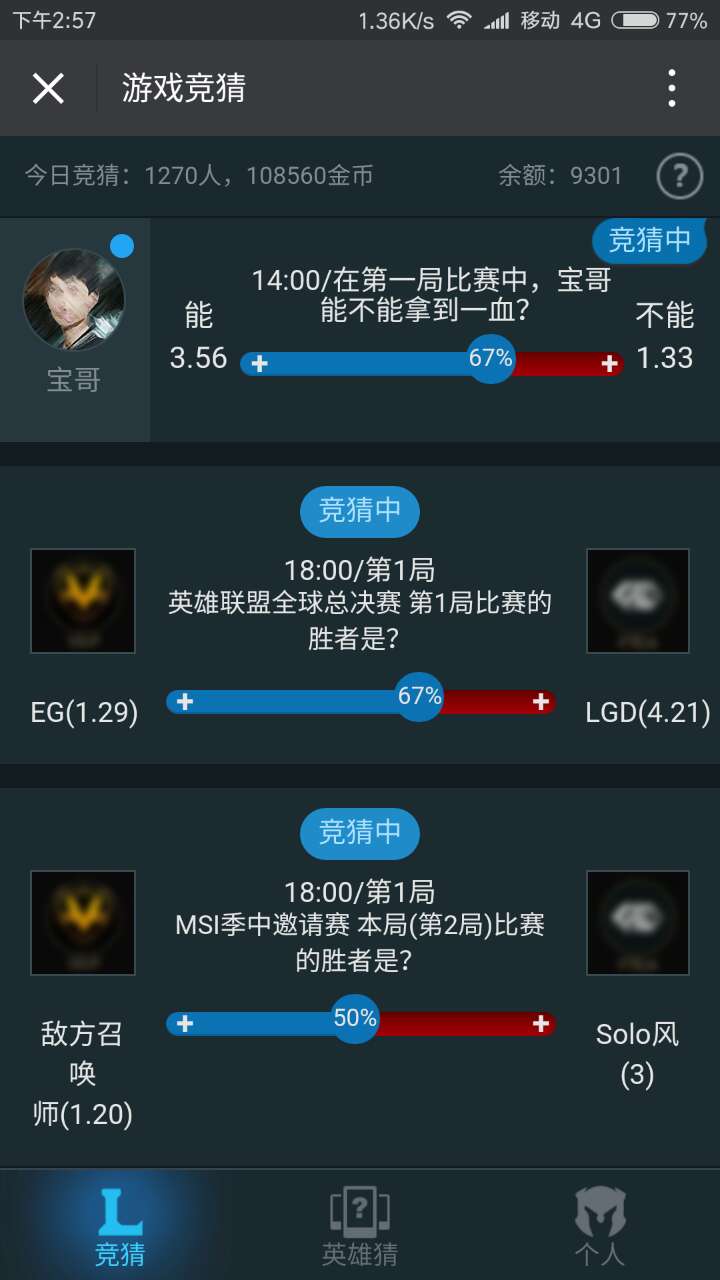 下午2:57 1.36K/s 移动 4G 77%
游戏竞猜
今日竞猜：1270人，108560金币 余额：9301 ?
竞猜中
14:00/在第一局比赛中，宝哥
能不能拿到一血？
能
不能
3.56
67%
1.33
宝哥
竞猜中
18:00/第1局
英雄联盟全球总决赛 第1局比赛的
胜者是？
67%
EG(1.29)
LGD(4.21)
竞猜中
18:00/第1局
MSI季中邀请赛 本局(第2局)比赛
的胜者是？
50%
敌方召
唤
师(1.20)
Solo风
(3)
竞猜
英雄猜
个人